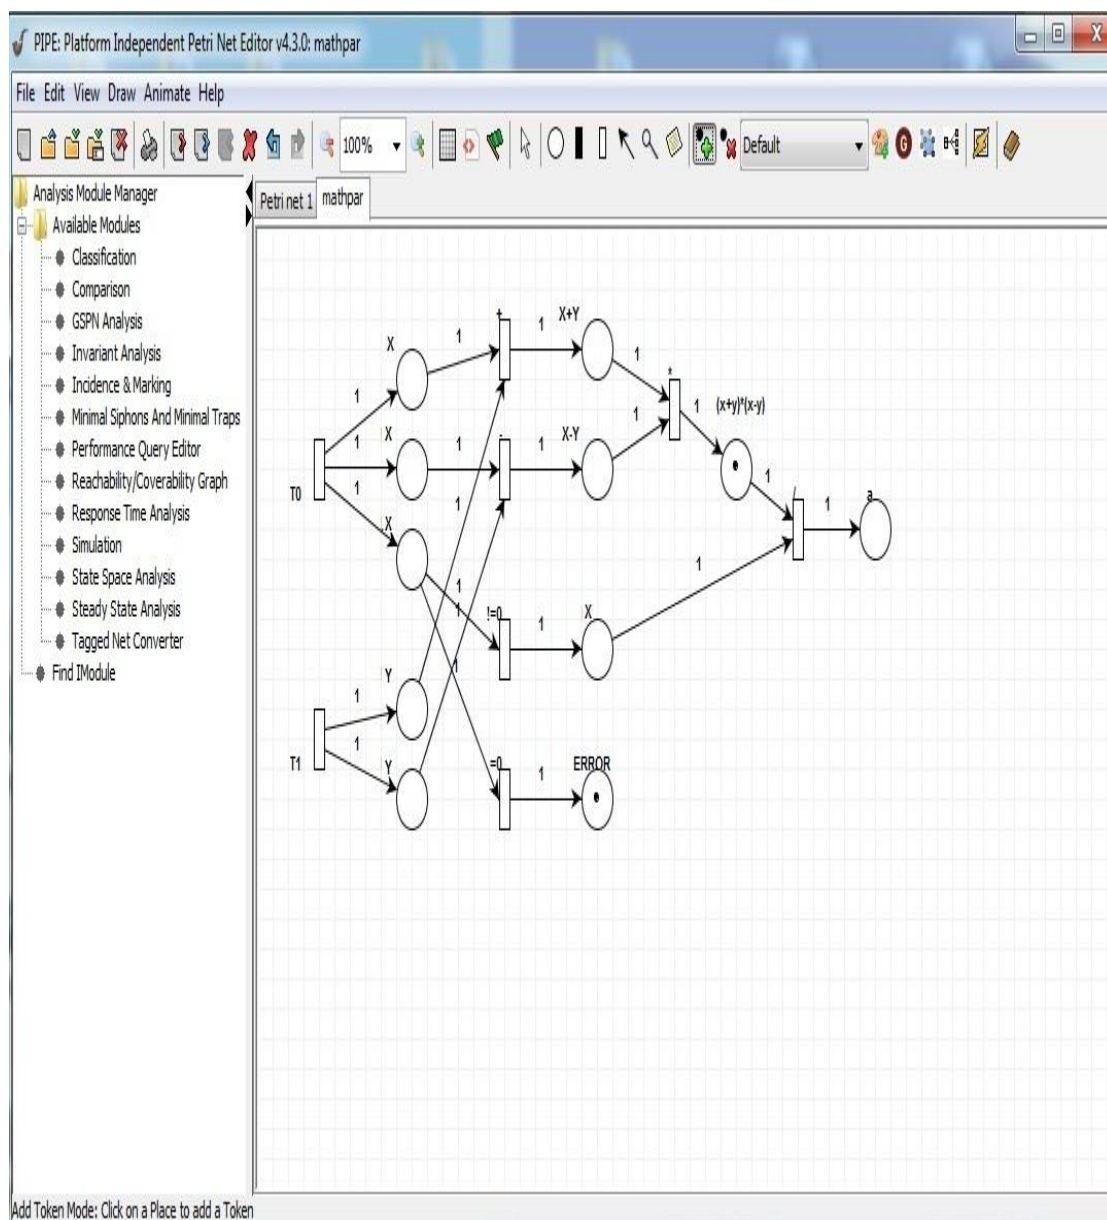 PIPE: Platform Independent Petri Net Editor v4.3.0: mathpar
File Edit View Draw Animate Help
100% Default
Analysis Module Manager
Available Modules
Classification
Comparison
GSPN Analysis
Invariant Analysis
Incidence & Marking
Minimal Siphons And Minimal Traps
Performance Query Editor
Reachability/Coverability Graph
Response Time Analysis
Simulation
State Space Analysis
Steady State Analysis
Tagged Net Converter
Find IModule
Petri net 1 mathpar
+ X+Y
X 1 1
1 *
1 1 (x+y)*(x-y)
1 X 1 - 1 X-Y 1
1 1
T0 1 / 1 a
X
1 !=0 1 X 1
1
1 Y 1
1
T1 Y =0 1 ERROR
Add Token Mode: Click on a Place to add a Token